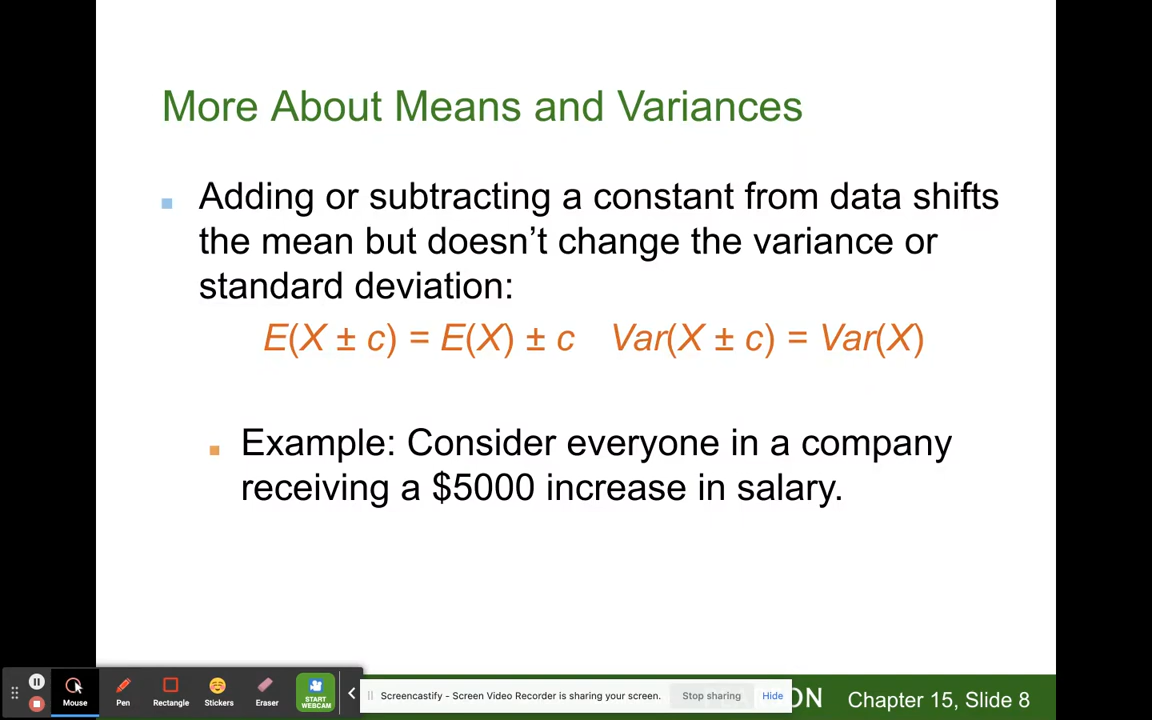 More About Means and Variances
Adding or subtracting a constant from data shifts
the mean but doesn’t change the variance or
standard deviation:
E(X ± c) = E(X) ± c Var(X ± c) = Var(X)
Example: Consider everyone in a company
receiving a $5000 increase in salary.
Mouse
Pen
Rectangle
Stickers
Eraser
START
WEBCAM
Screencastify - Screen Video Recorder is sharing your screen.
Stop sharing
Hide
ON
Chapter 15, Slide 8